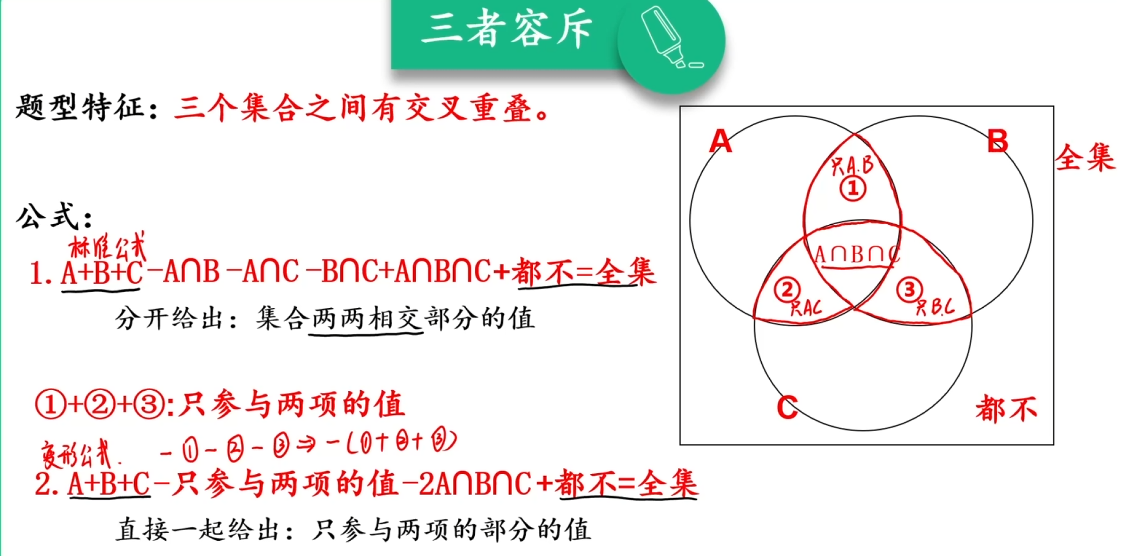 三者容斥
题型特征：三个集合之间有交叉重叠。
公式：
标准公式
1. A+B+C-A∩B-A∩C-B∩C+A∩B∩C+都不=全集
分开给出：集合两两相交部分的值
①+②+③:只参与两项的值
变形公式. -①-②-③⇒-(①+②+③)
2. A+B+C-只参与两项的值-2A∩B∩C+都不=全集
直接一起给出：只参与两项的部分的值
A
B
全集
只A.B
①
A∩B∩C
②
只AC
③
只B.C
C
都不